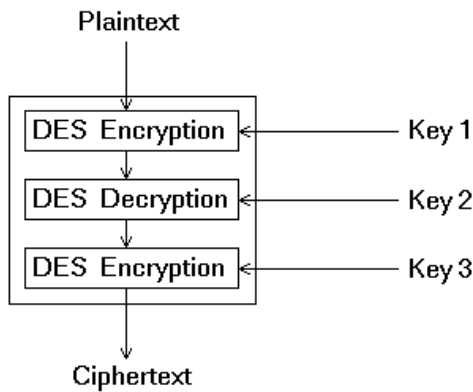 Plaintext
DES Encryption
Key 1
DES Decryption
Key 2
DES Encryption
Key 3
Ciphertext